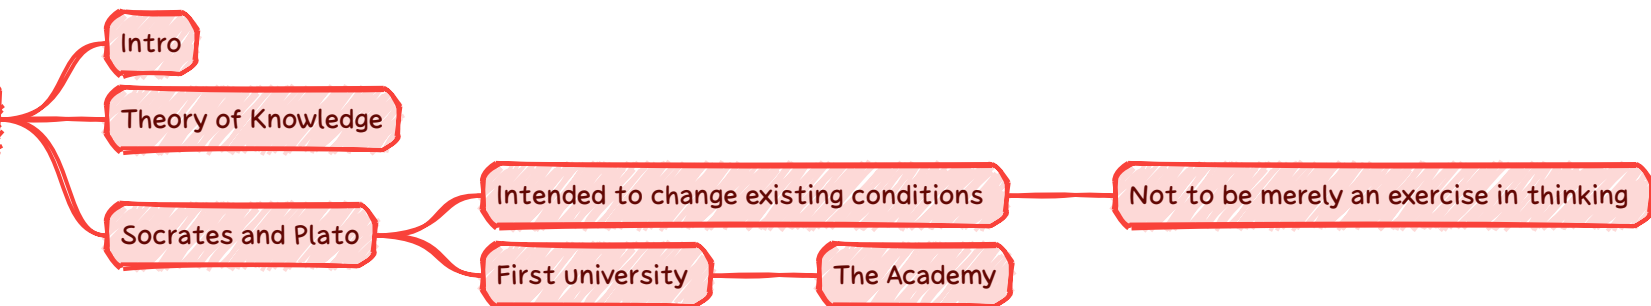 Intro
Theory of Knowledge
Socrates and Plato
Intended to change existing conditions
Not to be merely an exercise in thinking
First university
The Academy